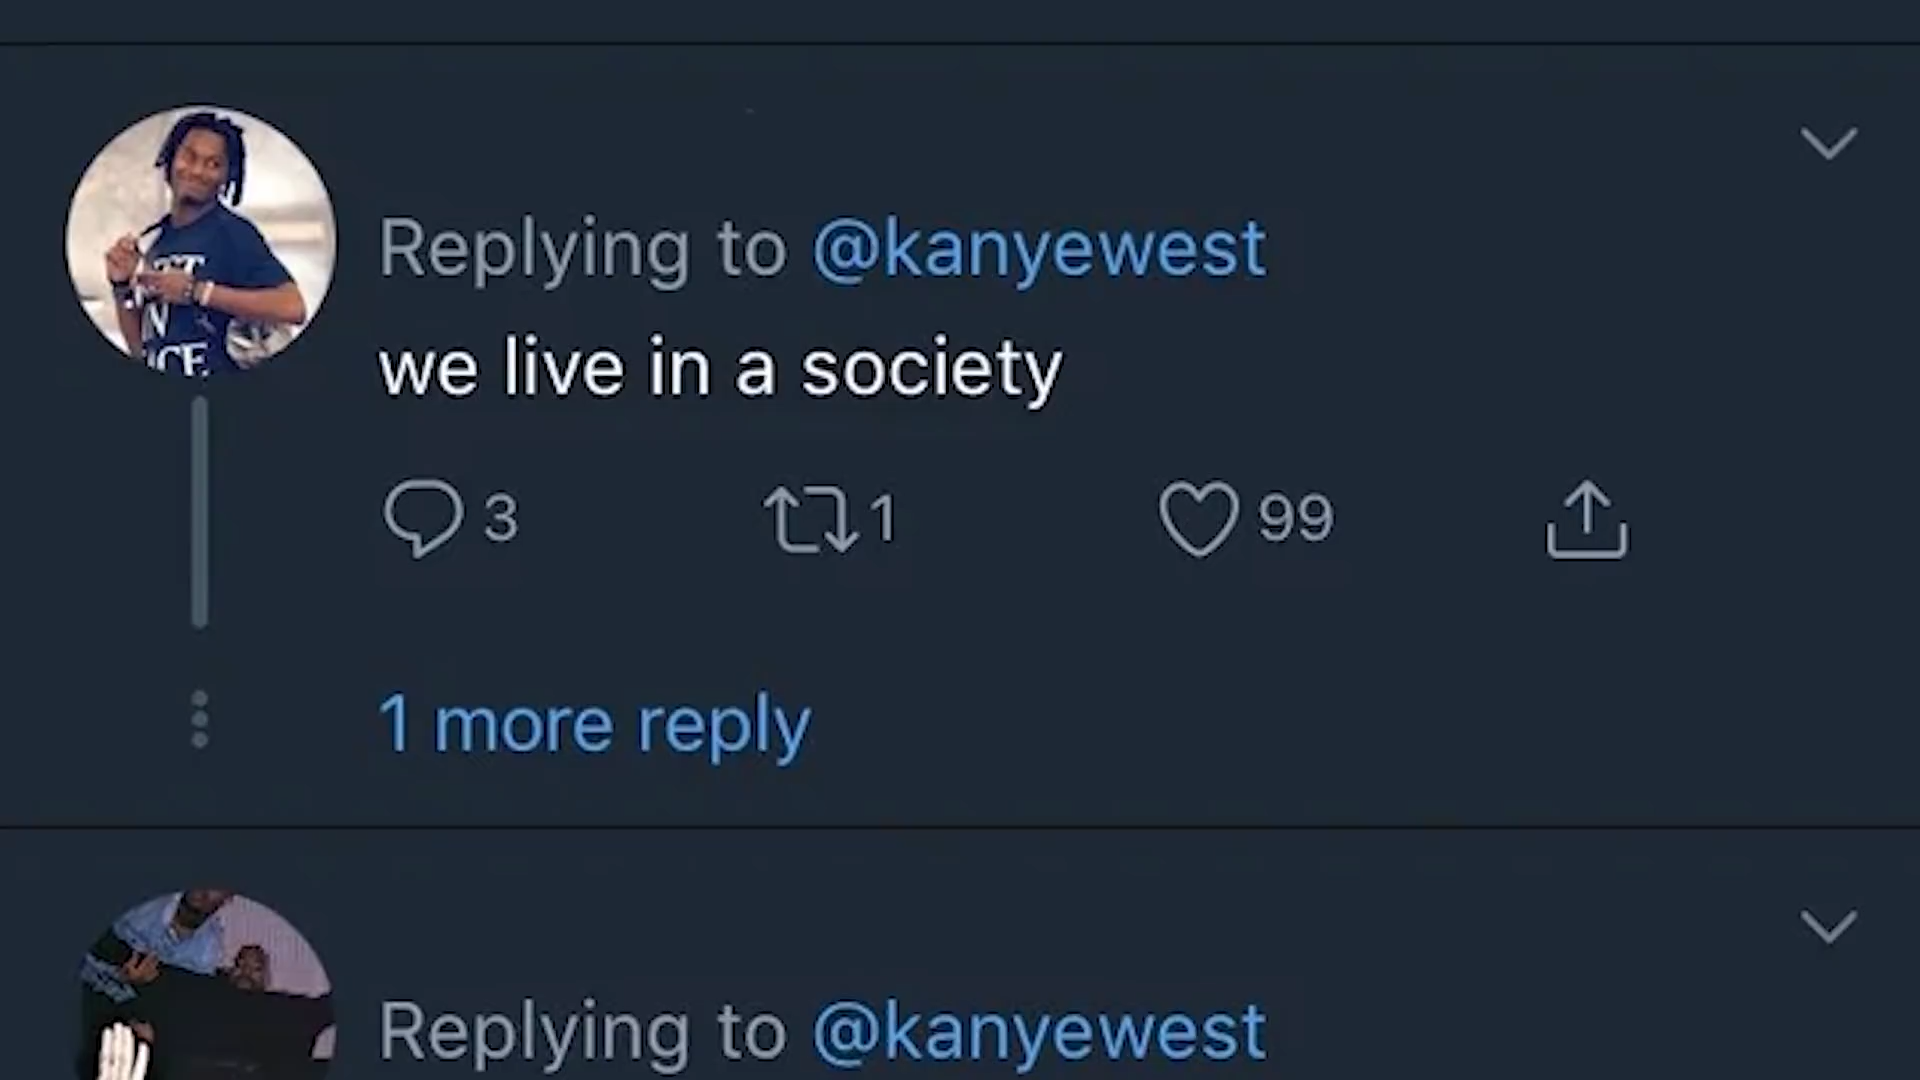 Replying to @kanyewest
we live in a society
3 1 99
1 more reply
Replying to @kanyewest